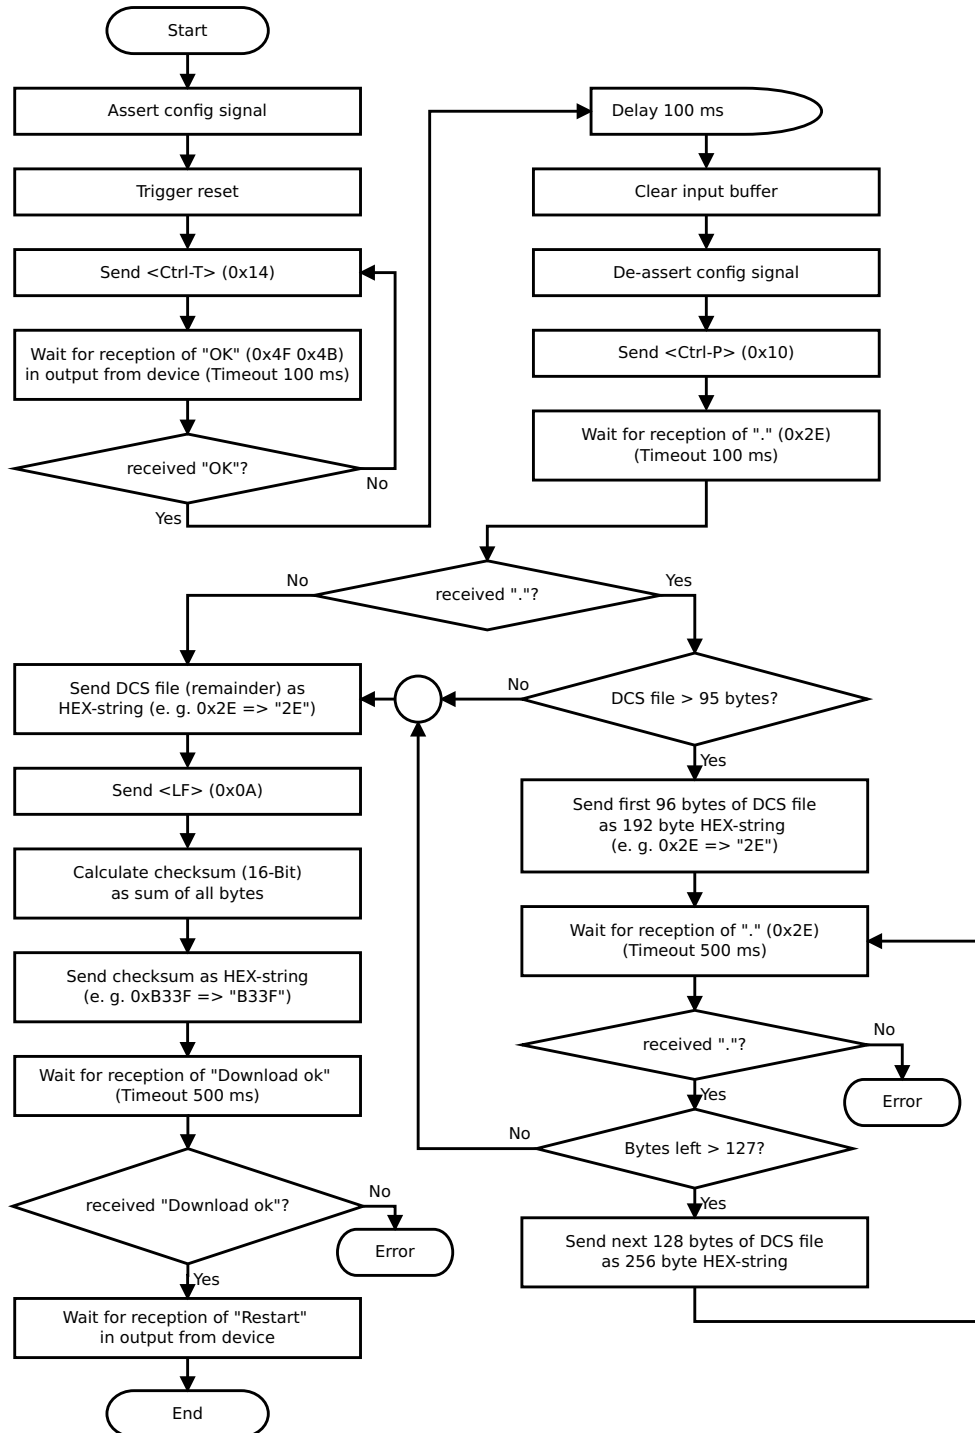 Start
Assert config signal
Trigger reset
Send <Ctrl-T> (0x14)
Wait for reception of "OK" (0x4F 0x4B)
in output from device (Timeout 100 ms)
received "OK"?
No
Yes
Delay 100 ms
Clear input buffer
De-assert config signal
Send <Ctrl-P> (0x10)
Wait for reception of "." (0x2E)
(Timeout 100 ms)
received "."?
No
Yes
Send DCS file (remainder) as
HEX-string (e. g. 0x2E => "2E")
Send <LF> (0x0A)
Calculate checksum (16-Bit)
as sum of all bytes
Send checksum as HEX-string
(e. g. 0xB33F => "B33F")
Wait for reception of "Download ok"
(Timeout 500 ms)
received "Download ok"?
No
Error
Yes
Wait for reception of "Restart"
in output from device
End
DCS file > 95 bytes?
No
Yes
Send first 96 bytes of DCS file
as 192 byte HEX-string
(e. g. 0x2E => "2E")
Wait for reception of "." (0x2E)
(Timeout 500 ms)
received "."?
No
Error
Yes
Bytes left > 127?
No
Yes
Send next 128 bytes of DCS file
as 256 byte HEX-string